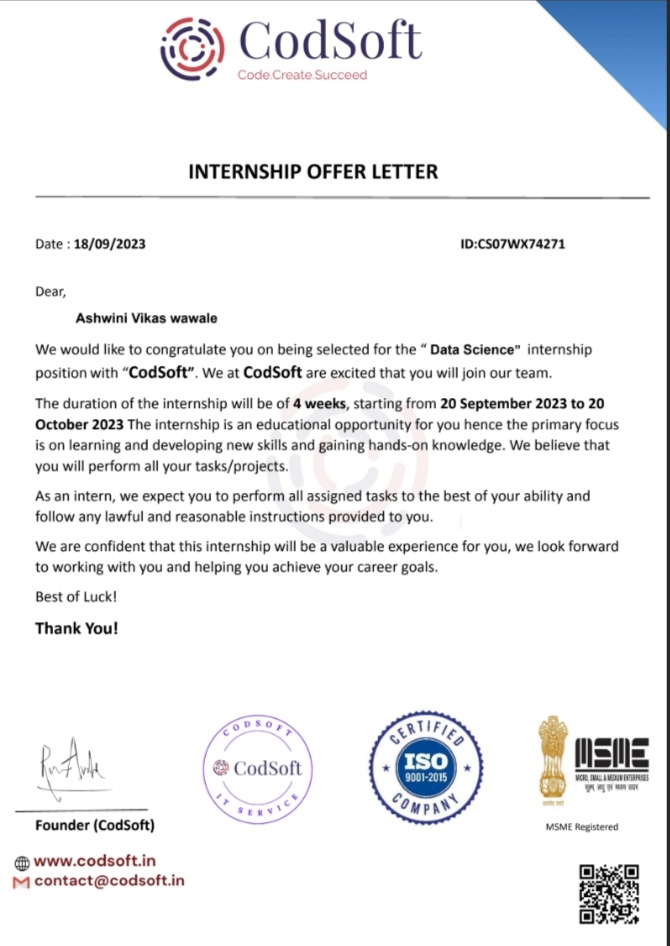 CodSoft
Code.Create.Succeed
INTERNSHIP OFFER LETTER
Date : 18/09/2023
ID:CS07WX74271
Dear,
Ashwini Vikas wawale
We would like to congratulate you on being selected for the “ Data Science” internship
position with “CodSoft”. We at CodSoft are excited that you will join our team.
The duration of the internship will be of 4 weeks, starting from 20 September 2023 to 20
October 2023 The internship is an educational opportunity for you hence the primary focus
is on learning and developing new skills and gaining hands-on knowledge. We believe that
you will perform all your tasks/projects.
As an intern, we expect you to perform all assigned tasks to the best of your ability and
follow any lawful and reasonable instructions provided to you.
We are confident that this internship will be a valuable experience for you, we look forward
to working with you and helping you achieve your career goals.
Best of Luck!
Thank You!
CODSOFT
CodSoft
IT SERVICE
CERTIFIED
ISO
9001-2015
COMPANY
MSME
MICRO, SMALL & MEDIUM ENTERPRISES
सूक्ष्म, लघु एवं मध्यम उद्यम
MSME Registered
Founder (CodSoft)
www.codsoft.in
contact@codsoft.in